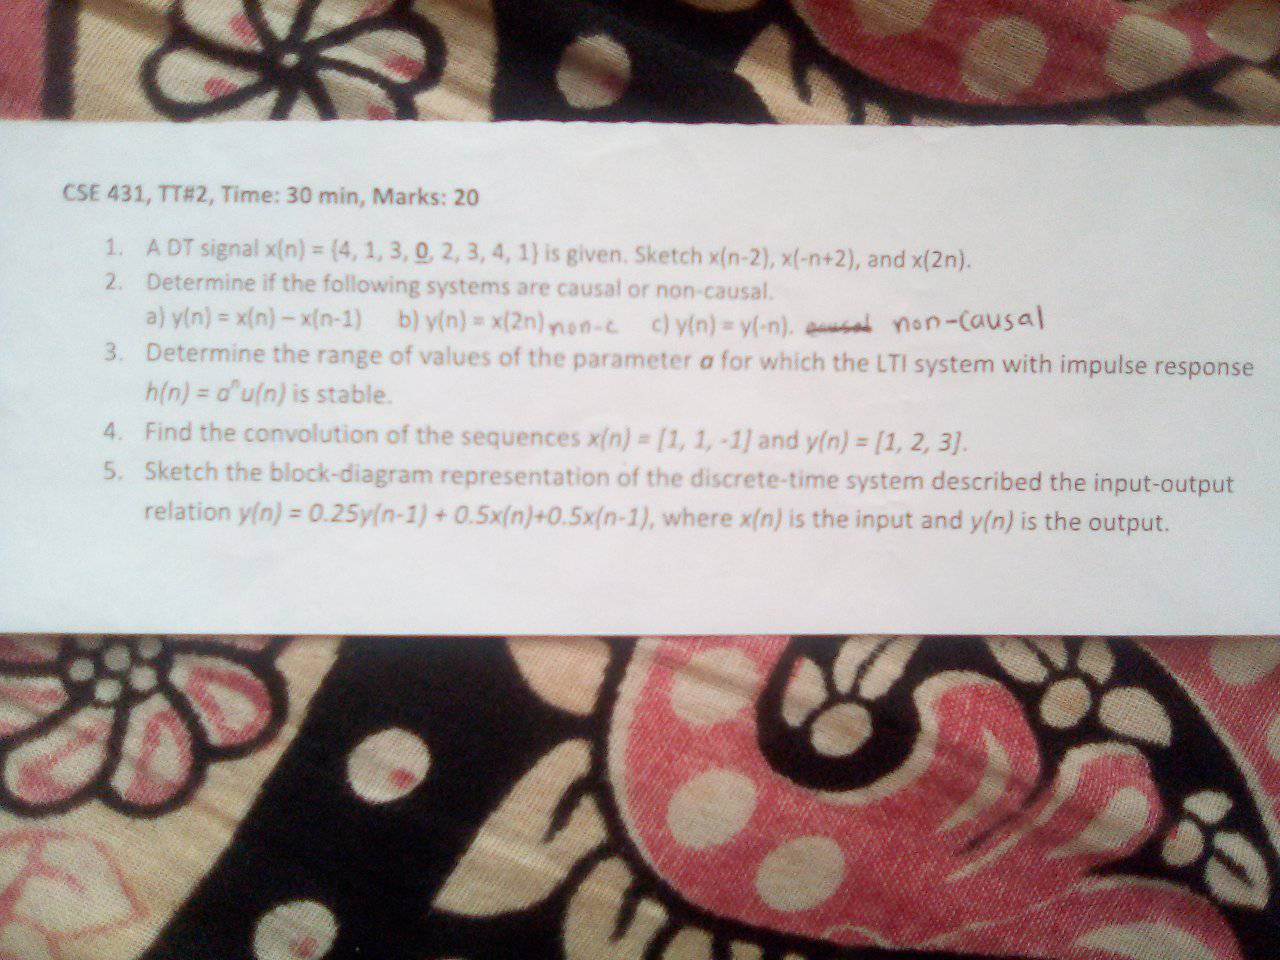 CSE 431, TT#2, Time: 30 min, Marks: 20
1. A DT signal x(n) = {4, 1, 3, 0, 2, 3, 4, 1} is given. Sketch x(n-2), x(-n+2), and x(2n).
2. Determine if the following systems are causal or non-causal.
a) y(n) = x(n) – x(n-1) b) y(n) = x(2n) non-c c) y(n) = y(-n). causal non-causal
3. Determine the range of values of the parameter a for which the LTI system with impulse response
h(n) = aⁿu(n) is stable.
4. Find the convolution of the sequences x(n) = [1, 1, -1] and y(n) = [1, 2, 3].
5. Sketch the block-diagram representation of the discrete-time system described the input-output
relation y(n) = 0.25y(n-1) + 0.5x(n)+0.5x(n-1), where x(n) is the input and y(n) is the output.